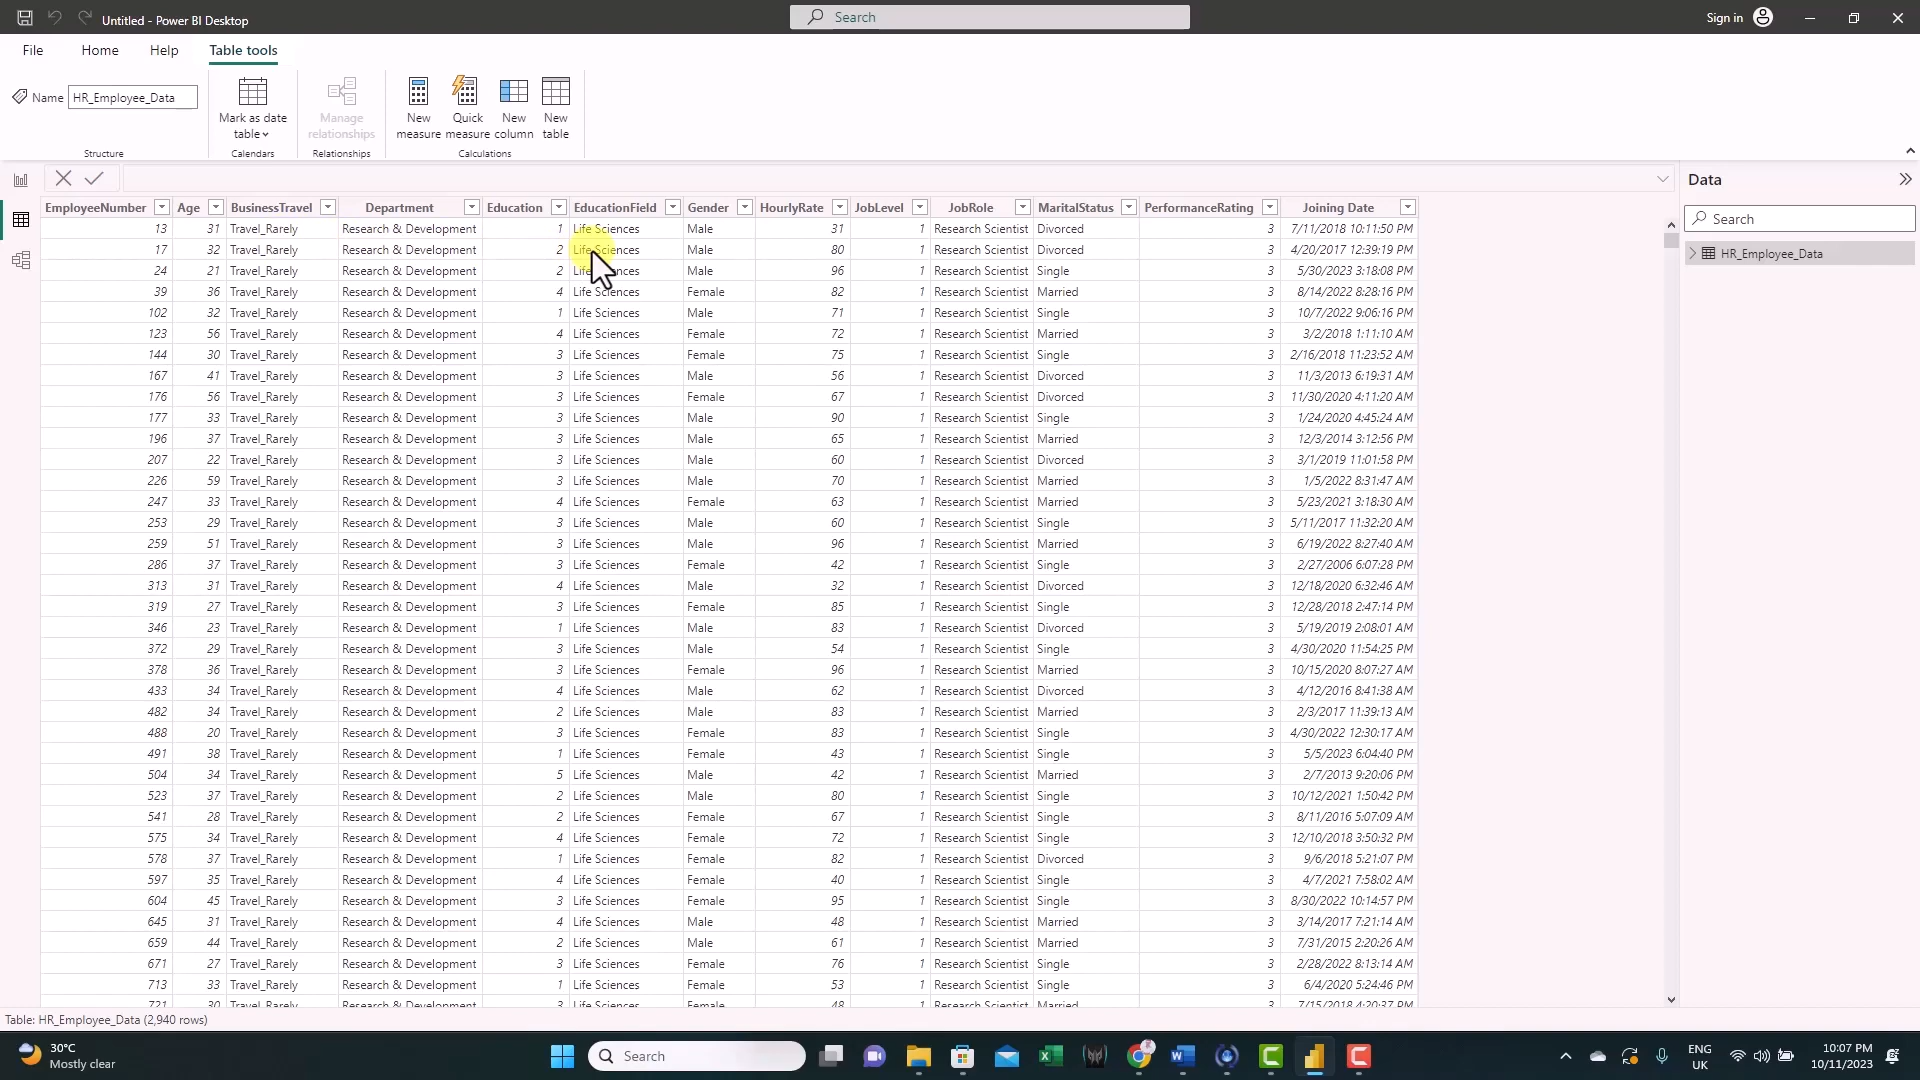 Untitled - Power BI Desktop
Search
Sign in
File
Home
Help
Table tools
Name
HR_Employee_Data
Mark as date
table
Manage
relationships
New
measure
Quick
measure
New
column
New
table
Structure
Calendars
Relationships
Calculations
Data
Search
HR_Employee_Data
EmployeeNumber Age BusinessTravel Department Education EducationField Gender HourlyRate JobLevel JobRole MaritalStatus PerformanceRating Joining Date
13 31 Travel_Rarely Research & Development 1 Life Sciences Male 31 1 Research Scientist Divorced 3 7/11/2018 10:11:50 PM
17 32 Travel_Rarely Research & Development 2 Life Sciences Male 80 1 Research Scientist Divorced 3 4/20/2017 12:39:19 PM
24 21 Travel_Rarely Research & Development 2 Life Sciences Male 96 1 Research Scientist Single 3 5/30/2023 3:18:08 PM
39 36 Travel_Rarely Research & Development 4 Life Sciences Female 82 1 Research Scientist Married 3 8/14/2022 8:28:16 PM
102 32 Travel_Rarely Research & Development 1 Life Sciences Male 71 1 Research Scientist Single 3 10/7/2022 9:06:16 PM
123 56 Travel_Rarely Research & Development 4 Life Sciences Female 72 1 Research Scientist Married 3 3/2/2018 1:11:10 AM
144 30 Travel_Rarely Research & Development 3 Life Sciences Female 75 1 Research Scientist Single 3 2/16/2018 11:23:52 AM
167 41 Travel_Rarely Research & Development 3 Life Sciences Male 56 1 Research Scientist Divorced 3 11/3/2013 6:19:31 AM
176 56 Travel_Rarely Research & Development 3 Life Sciences Female 67 1 Research Scientist Divorced 3 11/30/2020 4:11:20 AM
177 33 Travel_Rarely Research & Development 3 Life Sciences Male 90 1 Research Scientist Single 3 1/24/2020 4:45:24 AM
196 37 Travel_Rarely Research & Development 3 Life Sciences Male 65 1 Research Scientist Married 3 12/3/2014 3:12:56 PM
207 22 Travel_Rarely Research & Development 3 Life Sciences Male 60 1 Research Scientist Divorced 3 3/1/2019 11:01:58 PM
226 59 Travel_Rarely Research & Development 3 Life Sciences Male 70 1 Research Scientist Married 3 1/5/2022 8:31:47 AM
247 33 Travel_Rarely Research & Development 4 Life Sciences Female 63 1 Research Scientist Married 3 5/23/2021 3:18:30 AM
253 29 Travel_Rarely Research & Development 3 Life Sciences Male 60 1 Research Scientist Single 3 5/11/2017 11:32:20 AM
259 51 Travel_Rarely Research & Development 3 Life Sciences Male 96 1 Research Scientist Married 3 6/19/2022 8:27:40 AM
286 37 Travel_Rarely Research & Development 3 Life Sciences Female 42 1 Research Scientist Single 3 2/27/2006 6:07:28 PM
313 31 Travel_Rarely Research & Development 4 Life Sciences Male 32 1 Research Scientist Divorced 3 12/18/2020 6:32:46 AM
319 27 Travel_Rarely Research & Development 3 Life Sciences Female 85 1 Research Scientist Single 3 12/28/2018 2:47:14 PM
346 23 Travel_Rarely Research & Development 1 Life Sciences Male 83 1 Research Scientist Divorced 3 5/19/2019 2:08:01 AM
372 29 Travel_Rarely Research & Development 3 Life Sciences Male 54 1 Research Scientist Single 3 4/30/2020 11:54:25 PM
378 36 Travel_Rarely Research & Development 3 Life Sciences Female 96 1 Research Scientist Married 3 10/15/2020 8:07:27 AM
433 34 Travel_Rarely Research & Development 4 Life Sciences Male 62 1 Research Scientist Divorced 3 4/12/2016 8:41:38 AM
482 34 Travel_Rarely Research & Development 2 Life Sciences Male 83 1 Research Scientist Married 3 2/3/2017 11:39:13 AM
488 20 Travel_Rarely Research & Development 3 Life Sciences Female 83 1 Research Scientist Single 3 4/30/2022 12:30:17 AM
491 38 Travel_Rarely Research & Development 1 Life Sciences Female 43 1 Research Scientist Single 3 5/5/2023 6:04:40 PM
504 34 Travel_Rarely Research & Development 5 Life Sciences Male 42 1 Research Scientist Married 3 2/7/2013 9:20:06 PM
523 37 Travel_Rarely Research & Development 2 Life Sciences Male 80 1 Research Scientist Single 3 10/12/2021 1:50:42 PM
541 28 Travel_Rarely Research & Development 2 Life Sciences Female 67 1 Research Scientist Single 3 8/11/2016 5:07:09 AM
575 34 Travel_Rarely Research & Development 4 Life Sciences Female 72 1 Research Scientist Single 3 12/10/2018 3:50:32 PM
578 37 Travel_Rarely Research & Development 1 Life Sciences Female 82 1 Research Scientist Divorced 3 9/6/2018 5:21:07 PM
597 35 Travel_Rarely Research & Development 4 Life Sciences Female 40 1 Research Scientist Single 3 4/7/2021 7:58:02 AM
604 45 Travel_Rarely Research & Development 3 Life Sciences Female 95 1 Research Scientist Single 3 8/30/2022 10:14:57 PM
645 31 Travel_Rarely Research & Development 4 Life Sciences Male 48 1 Research Scientist Married 3 3/14/2017 7:21:14 AM
659 44 Travel_Rarely Research & Development 2 Life Sciences Male 61 1 Research Scientist Married 3 7/31/2015 2:20:26 AM
671 27 Travel_Rarely Research & Development 3 Life Sciences Female 76 1 Research Scientist Single 3 2/28/2022 8:13:14 AM
713 33 Travel_Rarely Research & Development 1 Life Sciences Female 53 1 Research Scientist Single 3 6/4/2020 5:24:46 PM
721 30 Travel_Rarely Research & Development 3 Life Sciences Female 48 1 Research Scientist Married 3 7/15/2018 4:20:37 PM
Table: HR_Employee_Data (2,940 rows)
30°C
Mostly clear
Search
ENG
UK
10:07 PM
10/11/2023